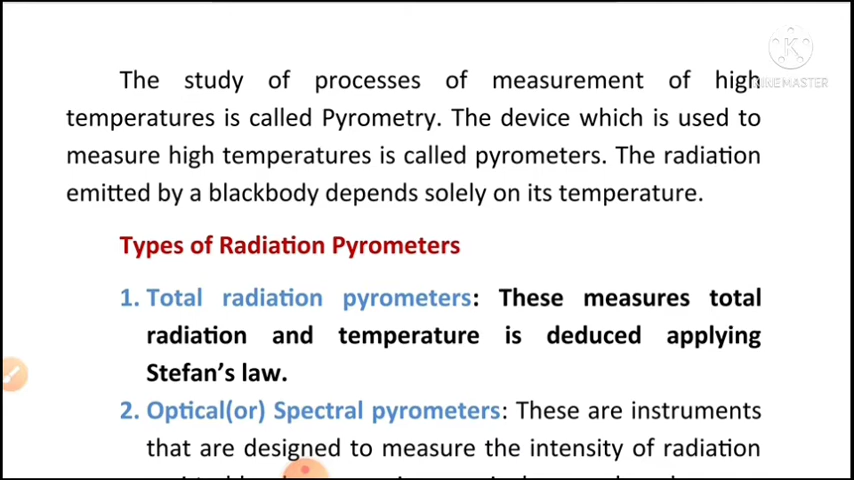 The study of processes of measurement of high
temperatures is called Pyrometry. The device which is used to
measure high temperatures is called pyrometers. The radiation
emitted by a blackbody depends solely on its temperature.
Types of Radiation Pyrometers
1. Total radiation pyrometers: These measures total
radiation and temperature is deduced applying
Stefan's law.
2. Optical(or) Spectral pyrometers: These are instruments
that are designed to measure the intensity of radiation
K
KINEMASTER